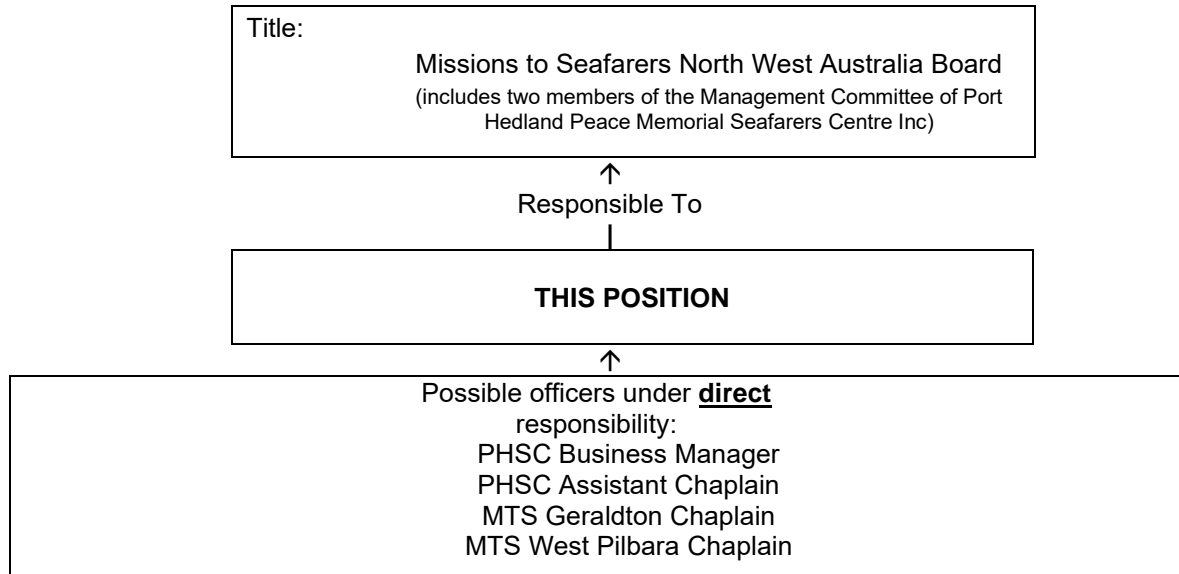 Title:
Missions to Seafarers North West Australia Board
(includes two members of the Management Committee of Port
Hedland Peace Memorial Seafarers Centre Inc)
↑
Responsible To
THIS POSITION
↑
Possible officers under direct
responsibility:
PHSC Business Manager
PHSC Assistant Chaplain
MTS Geraldton Chaplain
MTS West Pilbara Chaplain